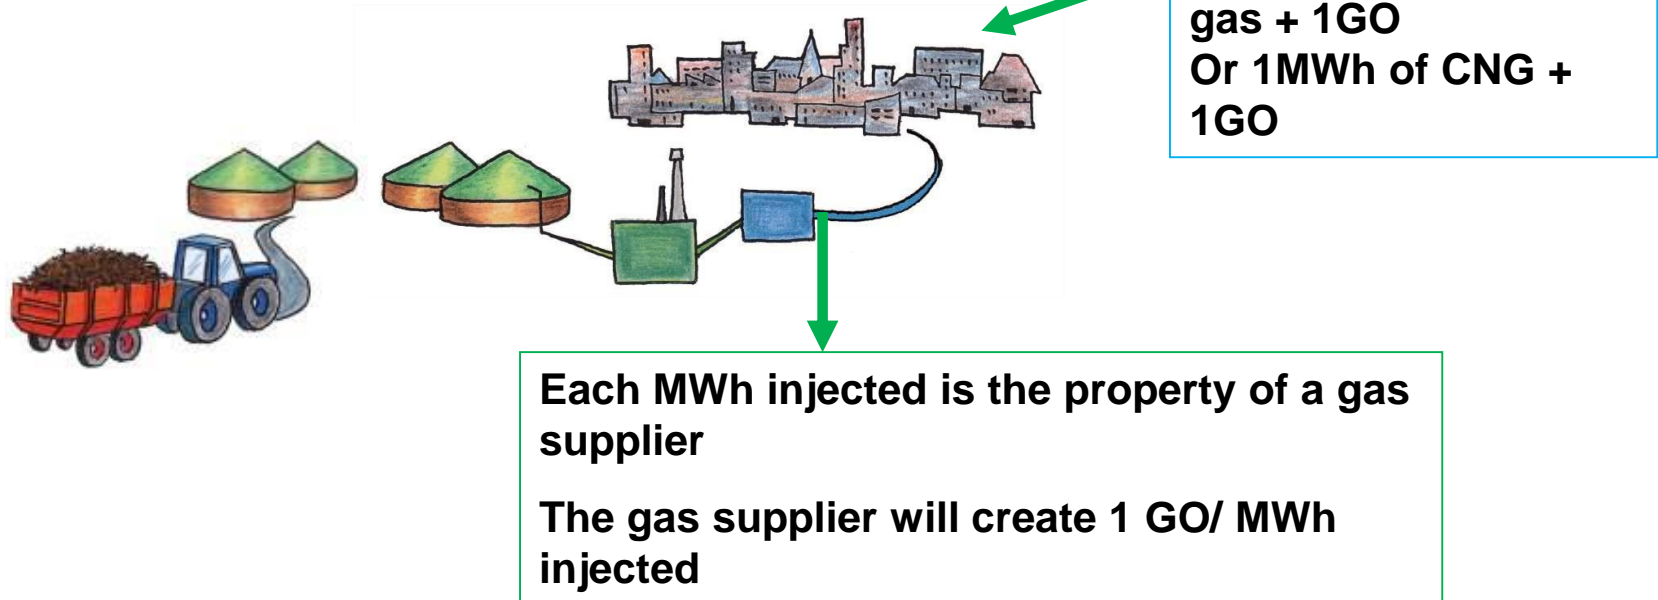 gas + 1GO
Or 1MWh of CNG +
1GO
Each MWh injected is the property of a gas
supplier
The gas supplier will create 1 GO/ MWh
injected